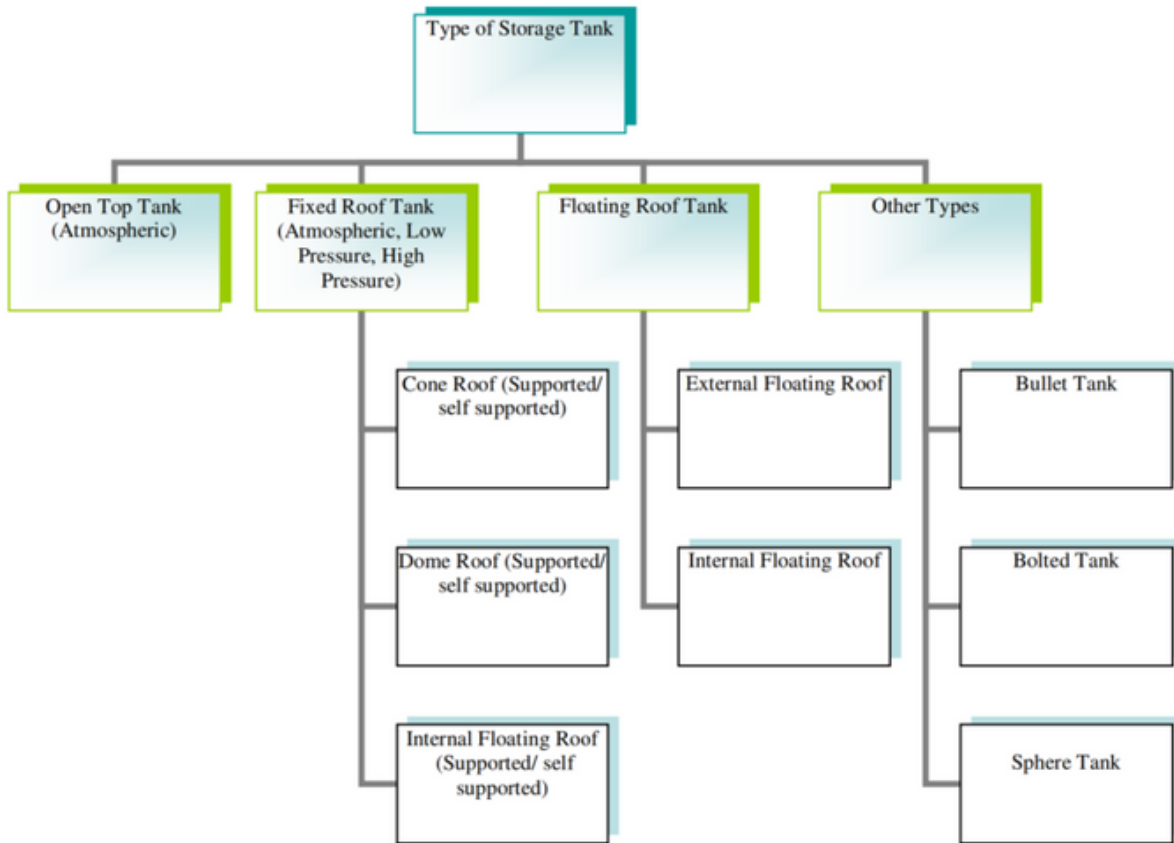 Type of Storage Tank
Open Top Tank
(Atmospheric)
Fixed Roof Tank
(Atmospheric, Low
Pressure, High
Pressure)
Floating Roof Tank
Other Types
Cone Roof (Supported/
self supported)
External Floating Roof
Bullet Tank
Dome Roof (Supported/
self supported)
Internal Floating Roof
Bolted Tank
Internal Floating Roof
(Supported/ self
supported)
Sphere Tank